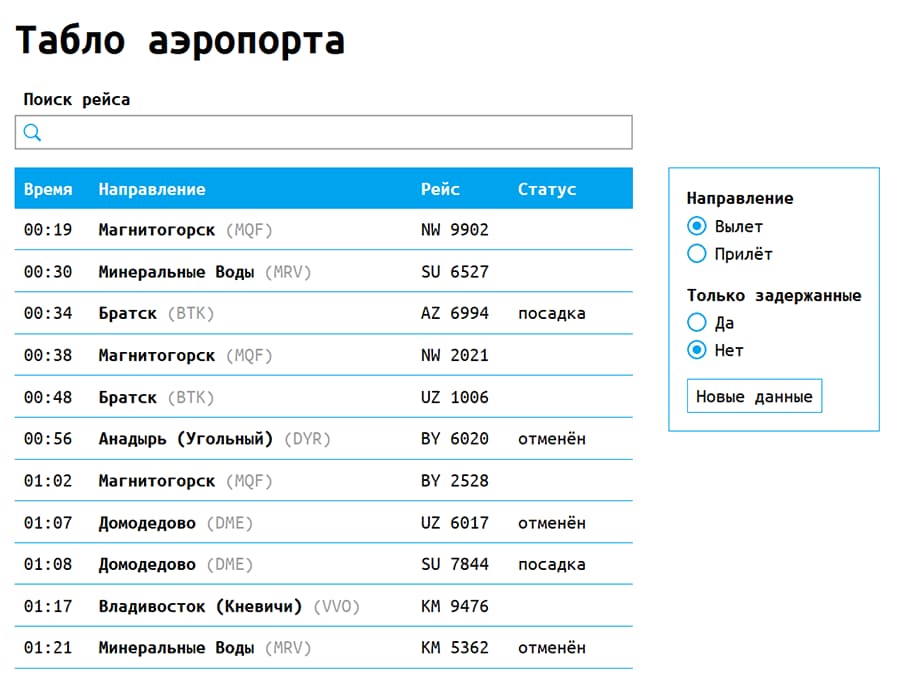 Табло аэропорта
Поиск рейса
Время Направление Рейс Статус
00:19 Магнитогорск (MQF) NW 9902
00:30 Минеральные Воды (MRV) SU 6527
00:34 Братск (BTK) AZ 6994 посадка
00:38 Магнитогорск (MQF) NW 2021
00:48 Братск (BTK) UZ 1006
00:56 Анадырь (Угольный) (DYR) BY 6020 отменён
01:02 Магнитогорск (MQF) BY 2528
01:07 Домодедово (DME) UZ 6017 отменён
01:08 Домодедово (DME) SU 7844 посадка
01:17 Владивосток (Кневичи) (VVO) KM 9476
01:21 Минеральные Воды (MRV) KM 5362 отменён
Направление
Вылет
Прилёт
Только задержанные
Да
Нет
Новые данные